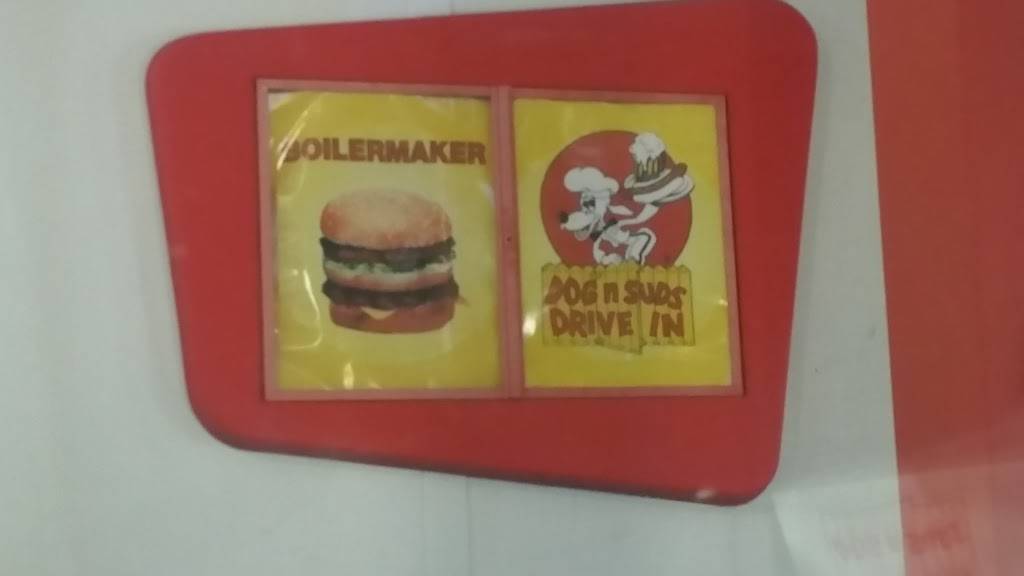 BOILERMAKER
DOG n SUDS
DRIVE IN